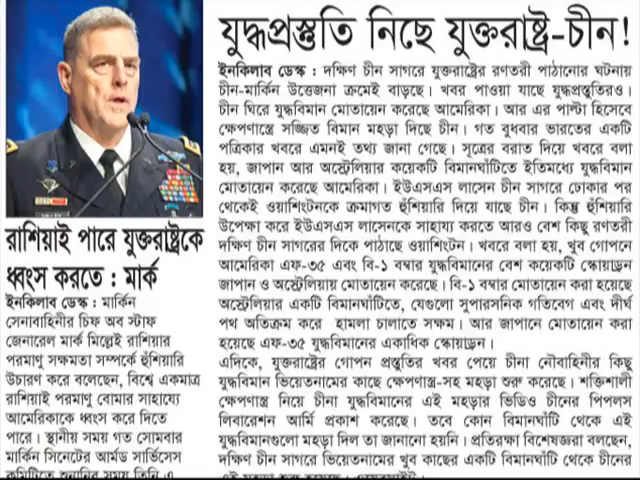 যুদ্ধপ্রস্তুতি নিচ্ছে যুক্তরাষ্ট্র-চীন!
ইনকিলাব ডেস্ক : দক্ষিণ চীন সাগরে যুক্তরাষ্ট্রের রণতরী পাঠানোর ঘটনায়
চীন-মার্কিন উত্তেজনা ক্রমেই বাড়ছে। খবর পাওয়া যাচ্ছে যুদ্ধপ্রস্তুতিরও।
চীন ঘিরে যুদ্ধবিমান মোতায়েন করেছে আমেরিকা। আর এর পাল্টা হিসেবে
ক্ষেপণাস্ত্রে সজ্জিত বিমান মহড়া দিচ্ছে চীন। গত বুধবার ভারতের একটি
পত্রিকার খবরে এমনই তথ্য জানা গেছে। সূত্রের বরাত দিয়ে খবরে বলা
হয়, জাপান আর অস্ট্রেলিয়ার কয়েকটি বিমানঘাঁটিতে ইতিমধ্যে যুদ্ধবিমান
মোতায়েন করেছে আমেরিকা। ইউএসএস লাসেন চীন সাগরে ঢোকার পর
থেকেই ওয়াশিংটনকে ক্রমাগত হুঁশিয়ারি দিয়ে যাচ্ছে চীন। কিন্তু হুঁশিয়ারি
উপেক্ষা করে ইউএসএস লাসেনকে সাহায্য করতে আরও বেশ কিছু রণতরী
দক্ষিণ চীন সাগরের দিকে পাঠাচ্ছে ওয়াশিংটন। খবরে বলা হয়, খুব গোপনে
আমেরিকা এফ-৩৫ এবং বি-১ বম্বার যুদ্ধবিমানের বেশ কয়েকটি স্কোয়াড্রন
জাপান ও অস্ট্রেলিয়ায় মোতায়েন করেছে। বি-১ বম্বার মোতায়েন করা হয়েছে
অস্ট্রেলিয়ার একটি বিমানঘাঁটিতে, যেগুলো সুপারসনিক গতিবেগ এবং দীর্ঘ
পথ অতিক্রম করে হামলা চালাতে সক্ষম। আর জাপানে মোতায়েন করা
হয়েছে এফ-৩৫ যুদ্ধবিমানের একাধিক স্কোয়াড্রন।
এদিকে, যুক্তরাষ্ট্রের গোপন প্রস্তুতির খবর পেয়ে চীনা নৌবাহিনীর কিছু
যুদ্ধবিমান ভিয়েতনামের কাছে ক্ষেপণাস্ত্র-সহ মহড়া শুরু করেছে। শক্তিশালী
ক্ষেপণাস্ত্র নিয়ে চীনা যুদ্ধবিমানের এই মহড়ার ভিডিও চীনের পিপলস
লিবারেশন আর্মি প্রকাশ করেছে। তবে কোন বিমানঘাঁটি থেকে এই
যুদ্ধবিমানগুলো মহড়া দিল তা জানানো হয়নি। প্রতিরক্ষা বিশেষজ্ঞরা বলছেন,
দক্ষিণ চীন সাগরে ভিয়েতনামের খুব কাছের একটি বিমানঘাঁটি থেকে চীনের
রাশিয়াই পারে যুক্তরাষ্ট্রকে
ধ্বংস করতে : মার্ক
ইনকিলাব ডেস্ক : মার্কিন
সেনাবাহিনীর চিফ অব স্টাফ
জেনারেল মার্ক মিল্লেই রাশিয়ার
পরমাণু সক্ষমতা সম্পর্কে হুঁশিয়ারি
উচারণ করে বলেছেন, বিশ্বে একমাত্র
রাশিয়াই পরমাণু বোমার সাহায্যে
আমেরিকাকে ধ্বংস করে দিতে
পারে। স্থানীয় সময় গত সোমবার
মার্কিন সিনেটের আর্মড সার্ভিসেস
কমিটিতে শুনানির সময় তিনি এ